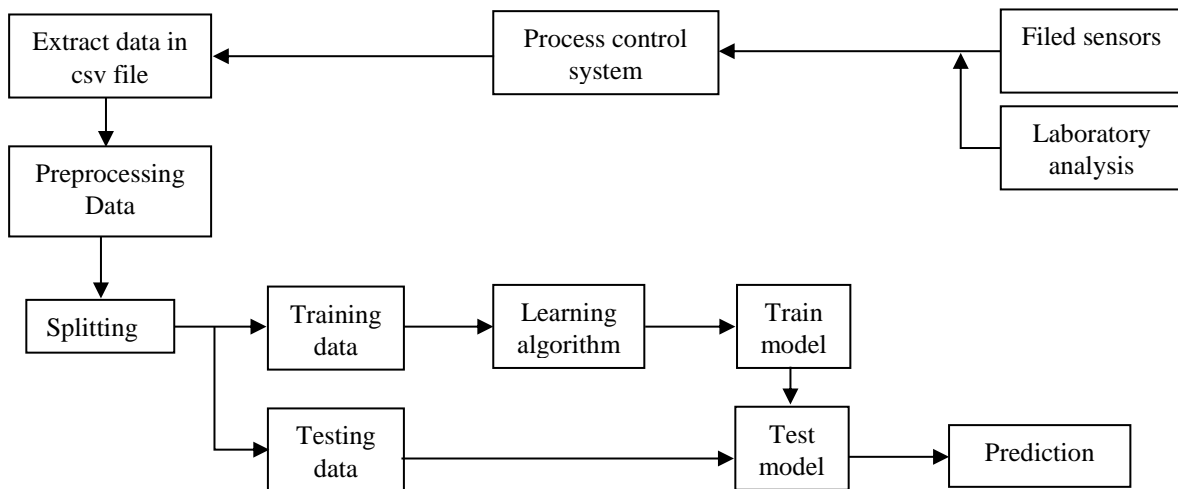 Extract data in
csv file
Process control
system
Filed sensors
Laboratory
analysis
Preprocessing
Data
Splitting
Training
data
Learning
algorithm
Train
model
Testing
data
Test
model
Prediction